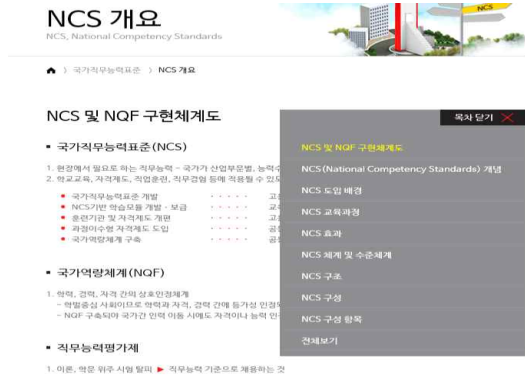 NCS 개요
NCS, National Competency Standards
NCS
국가직무능력표준 〉 NCS 개요
NCS 및 NQF 구현체계도
목차 닫기
▪ 국가직무능력표준(NCS)
1. 현장에서 필요로 하는 직무능력 - 국가가 산업부문별, 능력수
2. 학교교육, 자격제도, 직업훈련, 직무경험 등에 적용될 수 있도
국가직무능력표준 개발 ·····
NCS기반 학습모듈 개발 · 보급 ·····
훈련기관 및 자격제도 개편 ·····
과정이수형 자격제도 도입 ·····
국가역량체계 구축 ·····
▪ 국가역량체계(NQF)
1. 학력, 경력, 자격 간의 상호인정체계
- 학벌중심 사회이므로 학력과 자격, 경력 간에 등가성 인정
- NQF 구축되야 국가간 인력 이동 시에도 자격이나 능력 인
▪ 직무능력평가제
1. 이론, 학문 위주 시험 탈피 ▶ 직무능력 기준으로 채용하는 것
NCS 및 NQF 구현체계도
NCS(National Competency Standards) 개념
NCS 도입 배경
NCS 교육과정
NCS 효과
NCS 체계 및 수준체계
NCS 구조
NCS 구성
NCS 구성 항목
전체보기